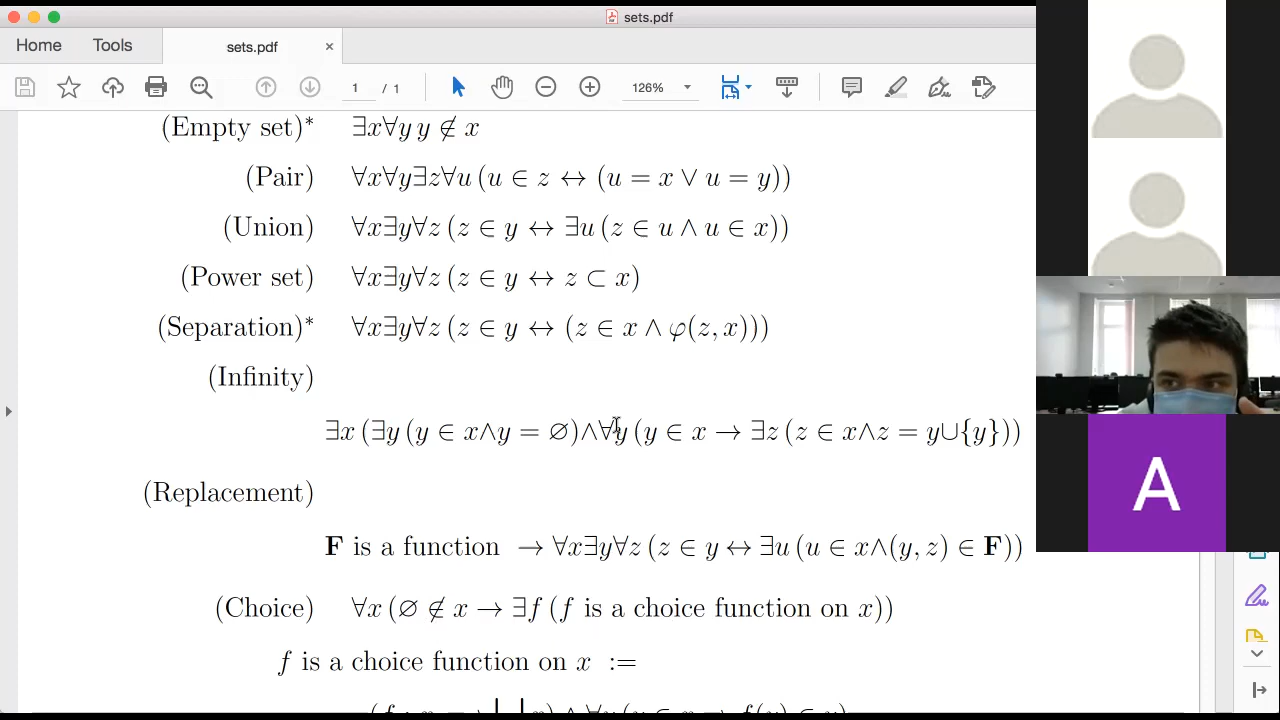 sets.pdf
Home Tools sets.pdf ×
1 / 1 126%
(Empty set)* ∃x∀y y ∉ x
(Pair) ∀x∀y∃z∀u (u ∈ z ↔ (u = x ∨ u = y))
(Union) ∀x∃y∀z (z ∈ y ↔ ∃u (z ∈ u ∧ u ∈ x))
(Power set) ∀x∃y∀z (z ∈ y ↔ z ⊂ x)
(Separation)* ∀x∃y∀z (z ∈ y ↔ (z ∈ x ∧ φ(z, x)))
(Infinity)
∃x (∃y (y ∈ x∧y = ∅)∧∀y (y ∈ x → ∃z (z ∈ x∧z = y∪{y}))
(Replacement)
F is a function → ∀x∃y∀z (z ∈ y ↔ ∃u (u ∈ x∧(y, z) ∈ F))
(Choice) ∀x (∅ ∉ x → ∃f (f is a choice function on x))
f is a choice function on x :=
A